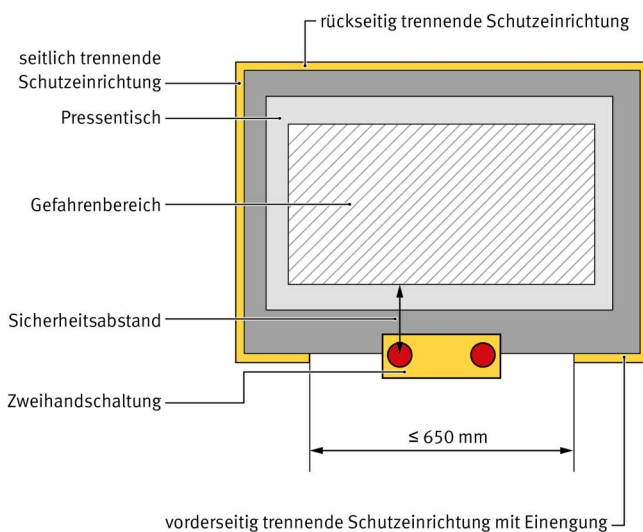 rückseitig trennende Schutzeinrichtung
seitlich trennende
Schutzeinrichtung
Pressentisch
Gefahrenbereich
Sicherheitsabstand
Zweihandschaltung
≤ 650 mm
vorderseitig trennende Schutzeinrichtung mit Einengung